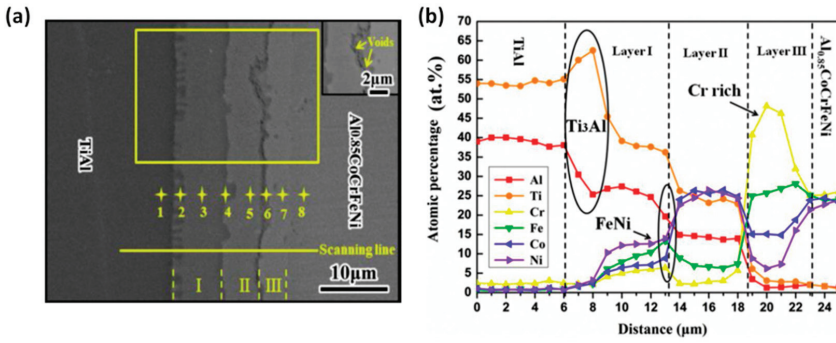 (a)
Voids
2μm
TiAl
Al0.85CoCrFeNi
1 2 3 4 5 6 7 8
Scanning line
I II III
10μm
(b)
Atomic percentage (at.%)
70
65
60
55
50
45
40
35
30
25
20
15
10
5
0
TiAl
Layer I
Layer II
Layer III
Al0.85CoCrFeNi
Cr rich
Ti3Al
FeNi
Al
Ti
Cr
Fe
Co
Ni
0 2 4 6 8 10 12 14 16 18 20 22 24
Distance (μm)